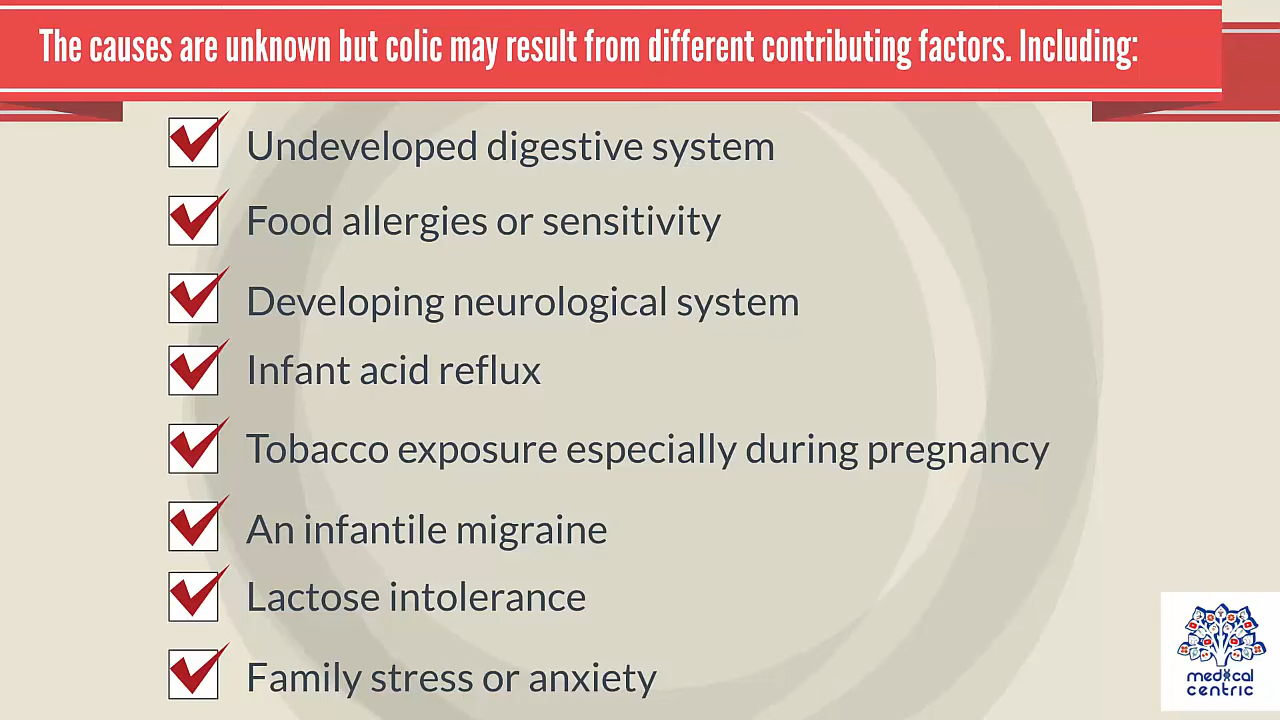 The causes are unknown but colic may result from different contributing factors. Including:
Undeveloped digestive system
Food allergies or sensitivity
Developing neurological system
Infant acid reflux
Tobacco exposure especially during pregnancy
An infantile migraine
Lactose intolerance
Family stress or anxiety
medical
centric